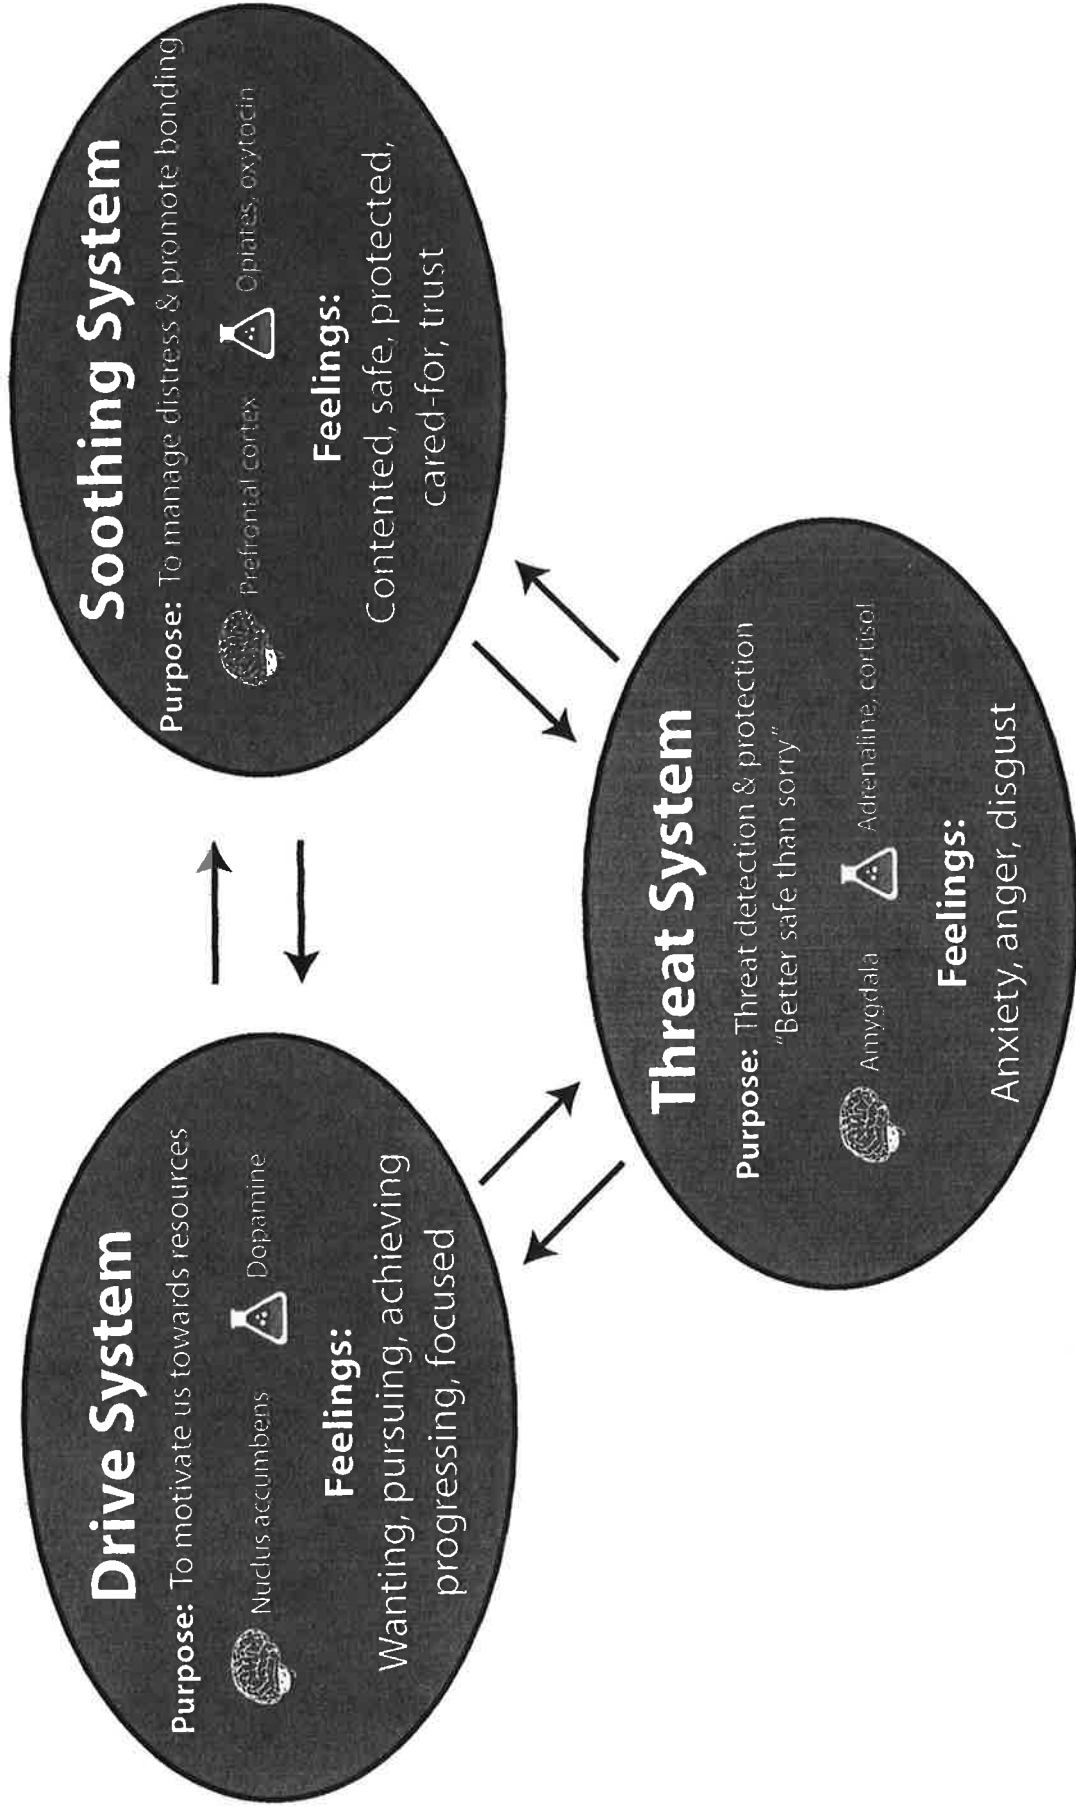 Drive System
Purpose: To motivate us towards resources
Nuclus accumbens
Dopamine
Feelings:
Wanting, pursuing, achieving
progressing, focused
Soothing System
Purpose: To manage distress & promote bonding
Prefrontal cortex
Opiates, oxytocin
Feelings:
Contented, safe, protected,
cared-for, trust
Threat System
Purpose: Threat detection & protection
"Better safe than sorry"
Amygdala
Adrenaline, cortisol
Feelings:
Anxiety, anger, disgust